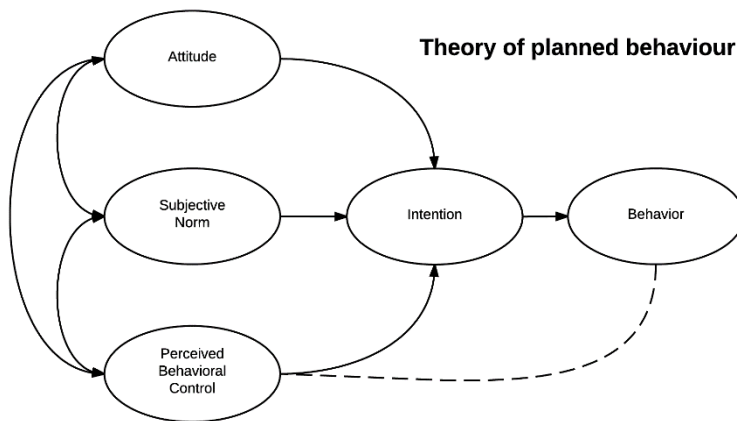 Theory of planned behaviour
Attitude
Subjective
Norm
Intention
Behavior
Perceived
Behavioral
Control